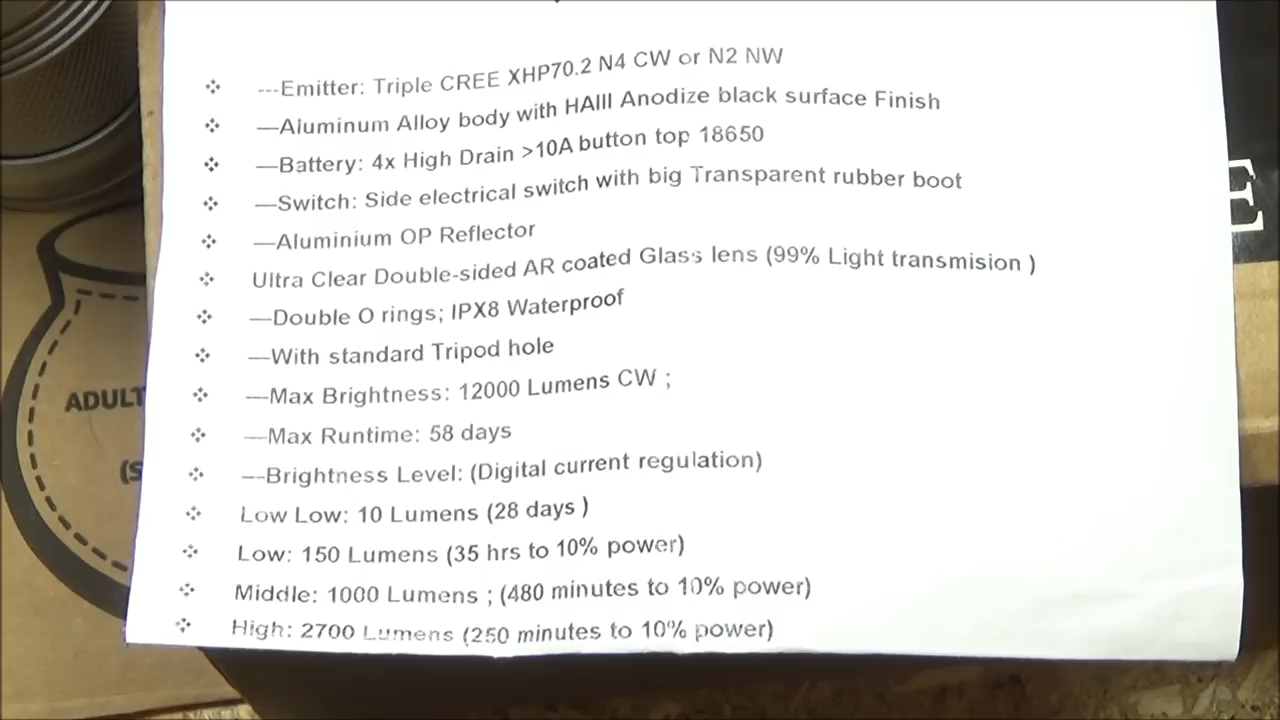 ---Emitter: Triple CREE XHP70.2 N4 CW or N2 NW
—Aluminum Alloy body with HAIII Anodize black surface Finish
—Battery: 4x High Drain >10A button top 18650
—Switch: Side electrical switch with big Transparent rubber boot
—Aluminium OP Reflector
Ultra Clear Double-sided AR coated Glass lens (99% Light transmision )
—Double O rings; IPX8 Waterproof
—With standard Tripod hole
—Max Brightness: 12000 Lumens CW ;
—Max Runtime: 58 days
—Brightness Level: (Digital current regulation)
Low Low: 10 Lumens (28 days )
Low: 150 Lumens (35 hrs to 10% power)
Middle: 1000 Lumens ; (480 minutes to 10% power)
High: 2700 Lumens (250 minutes to 10% power)
ADULT
(S
E